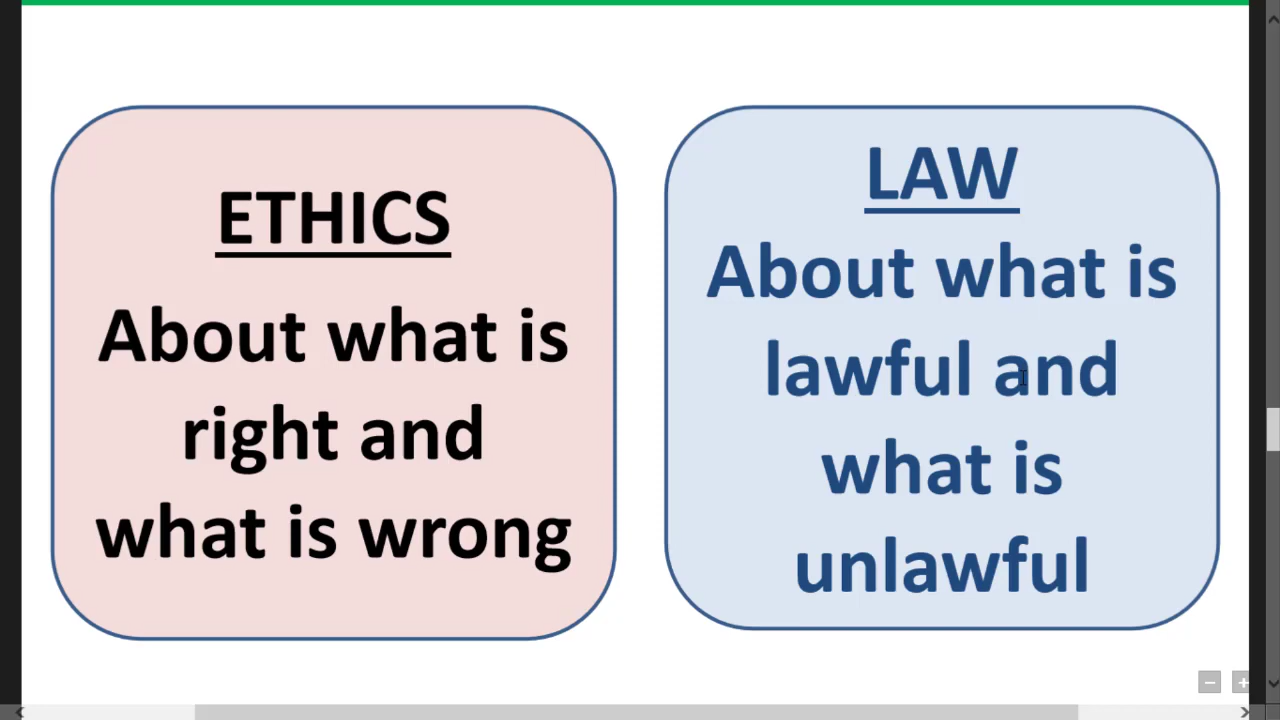 ETHICS
About what is
right and
what is wrong
LAW
About what is
lawful and
what is
unlawful